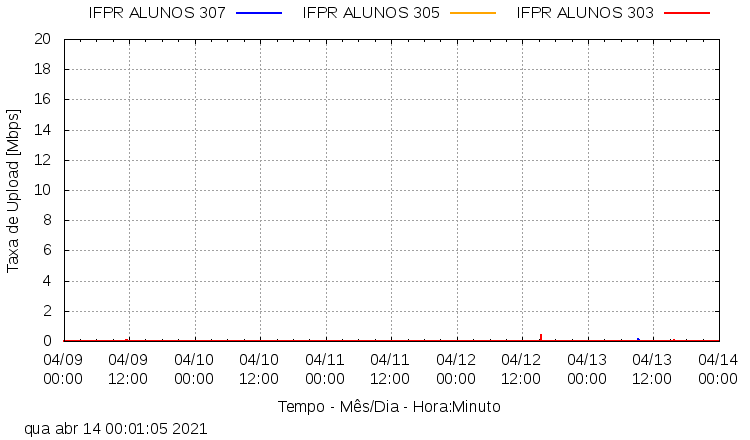 IFPR ALUNOS 307 IFPR ALUNOS 305 IFPR ALUNOS 303
20
18
16
14
12
10
8
6
4
2
0
Taxa de Upload [Mbps]
04/09 04/09 04/10 04/10 04/11 04/11 04/12 04/12 04/13 04/13 04/14
00:00 12:00 00:00 12:00 00:00 12:00 00:00 12:00 00:00 12:00 00:00
Tempo - Mês/Dia - Hora:Minuto
qua abr 14 00:01:05 2021